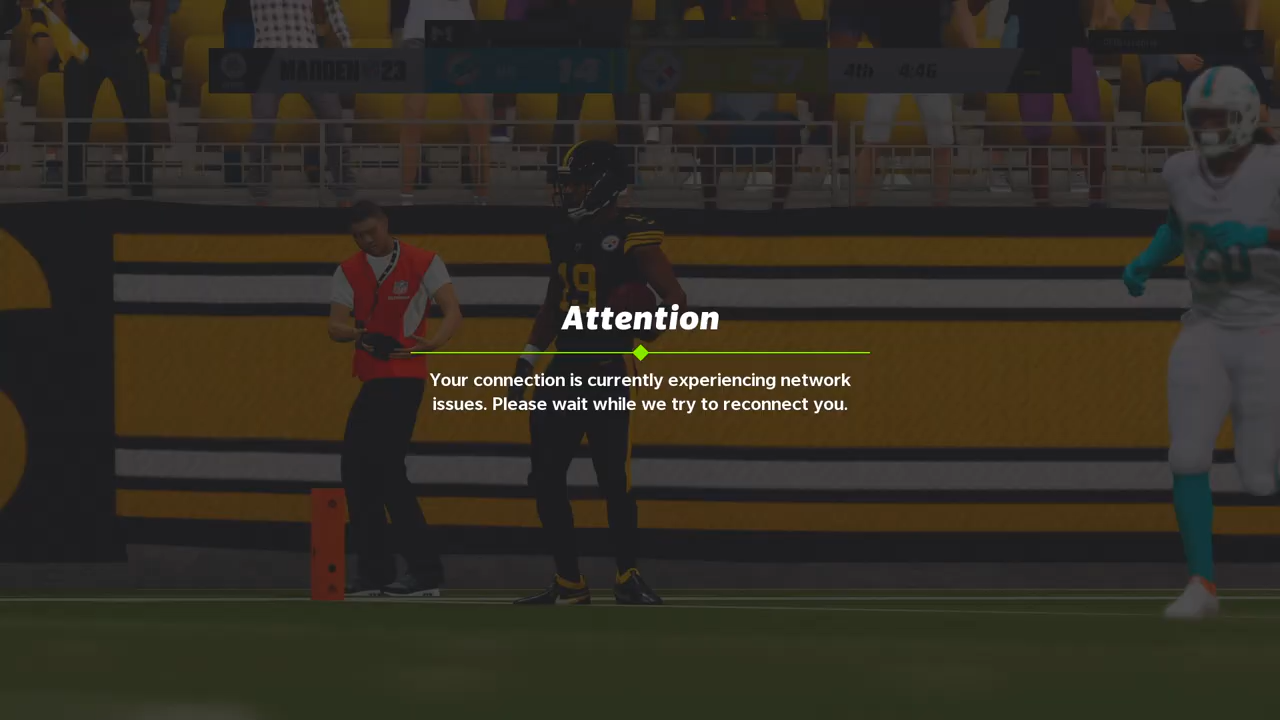 MADDEN 23
14
27
4th
4:46
19
Attention
Your connection is currently experiencing network
issues. Please wait while we try to reconnect you.